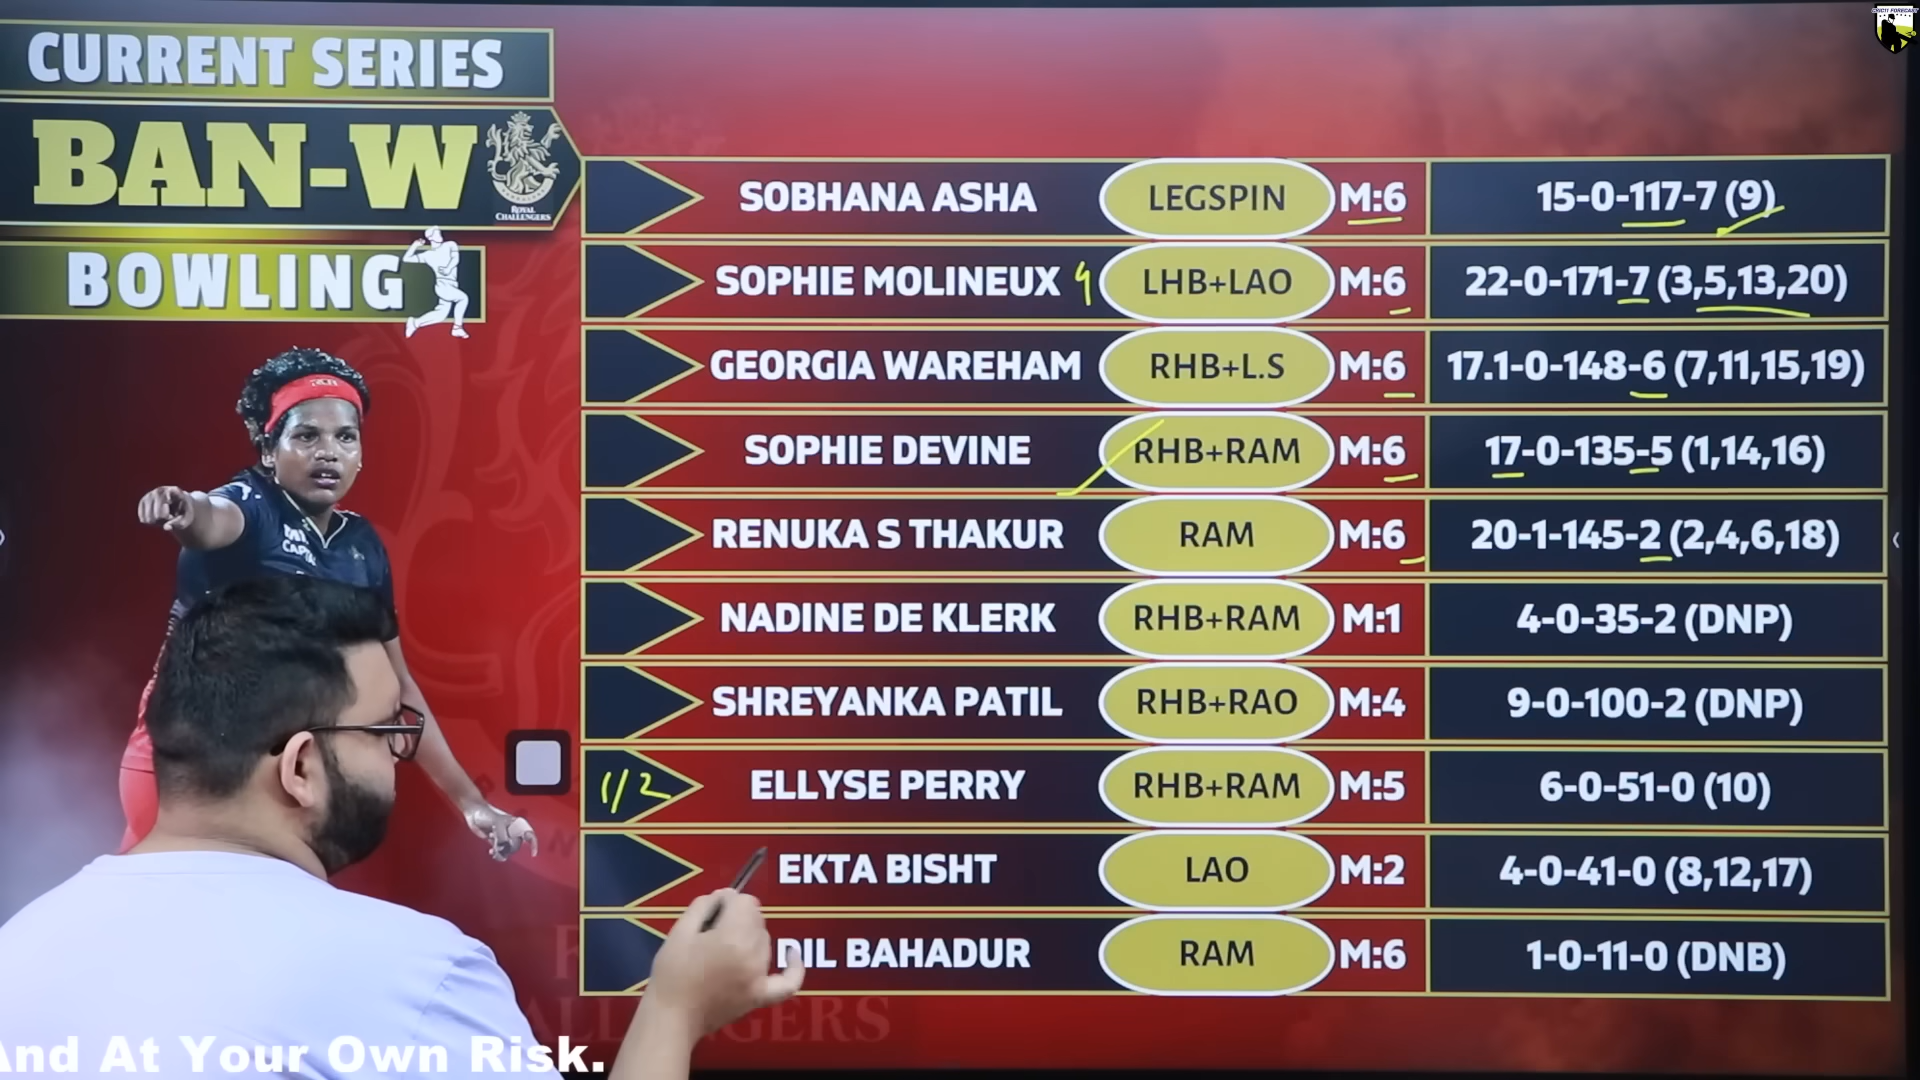 CRIC11 FORECAST
CURRENT SERIES
BAN-W
ROYAL
CHALLENGERS
BOWLING
SOBHANA ASHA LEGSPIN M:6 15-0-117-7 (9)
SOPHIE MOLINEUX 4 LHB+LAO M:6 22-0-171-7 (3,5,13,20)
GEORGIA WAREHAM RHB+L.S M:6 17.1-0-148-6 (7,11,15,19)
SOPHIE DEVINE RHB+RAM M:6 17-0-135-5 (1,14,16)
RENUKA S THAKUR RAM M:6 20-1-145-2 (2,4,6,18)
NADINE DE KLERK RHB+RAM M:1 4-0-35-2 (DNP)
SHREYANKA PATIL RHB+RAO M:4 9-0-100-2 (DNP)
1/2 ELLYSE PERRY RHB+RAM M:5 6-0-51-0 (10)
EKTA BISHT LAO M:2 4-0-41-0 (8,12,17)
DIL BAHADUR RAM M:6 1-0-11-0 (DNB)
And At Your Own Risk.